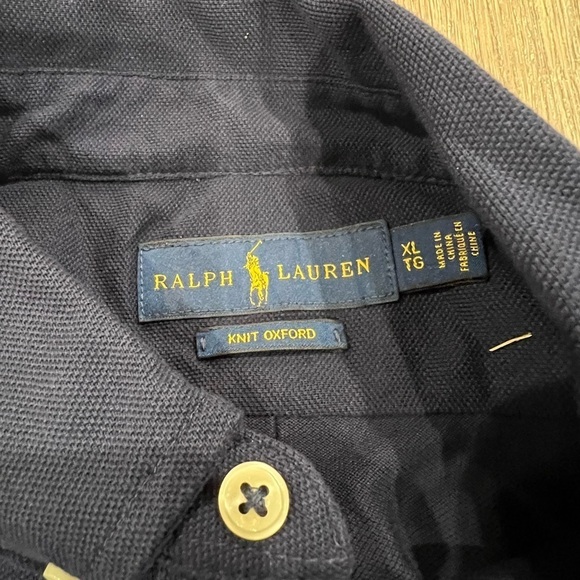 RALPH LAUREN
XL
TG
MADE IN
CHINA
FABRIQUÉ EN
CHINE
KNIT OXFORD